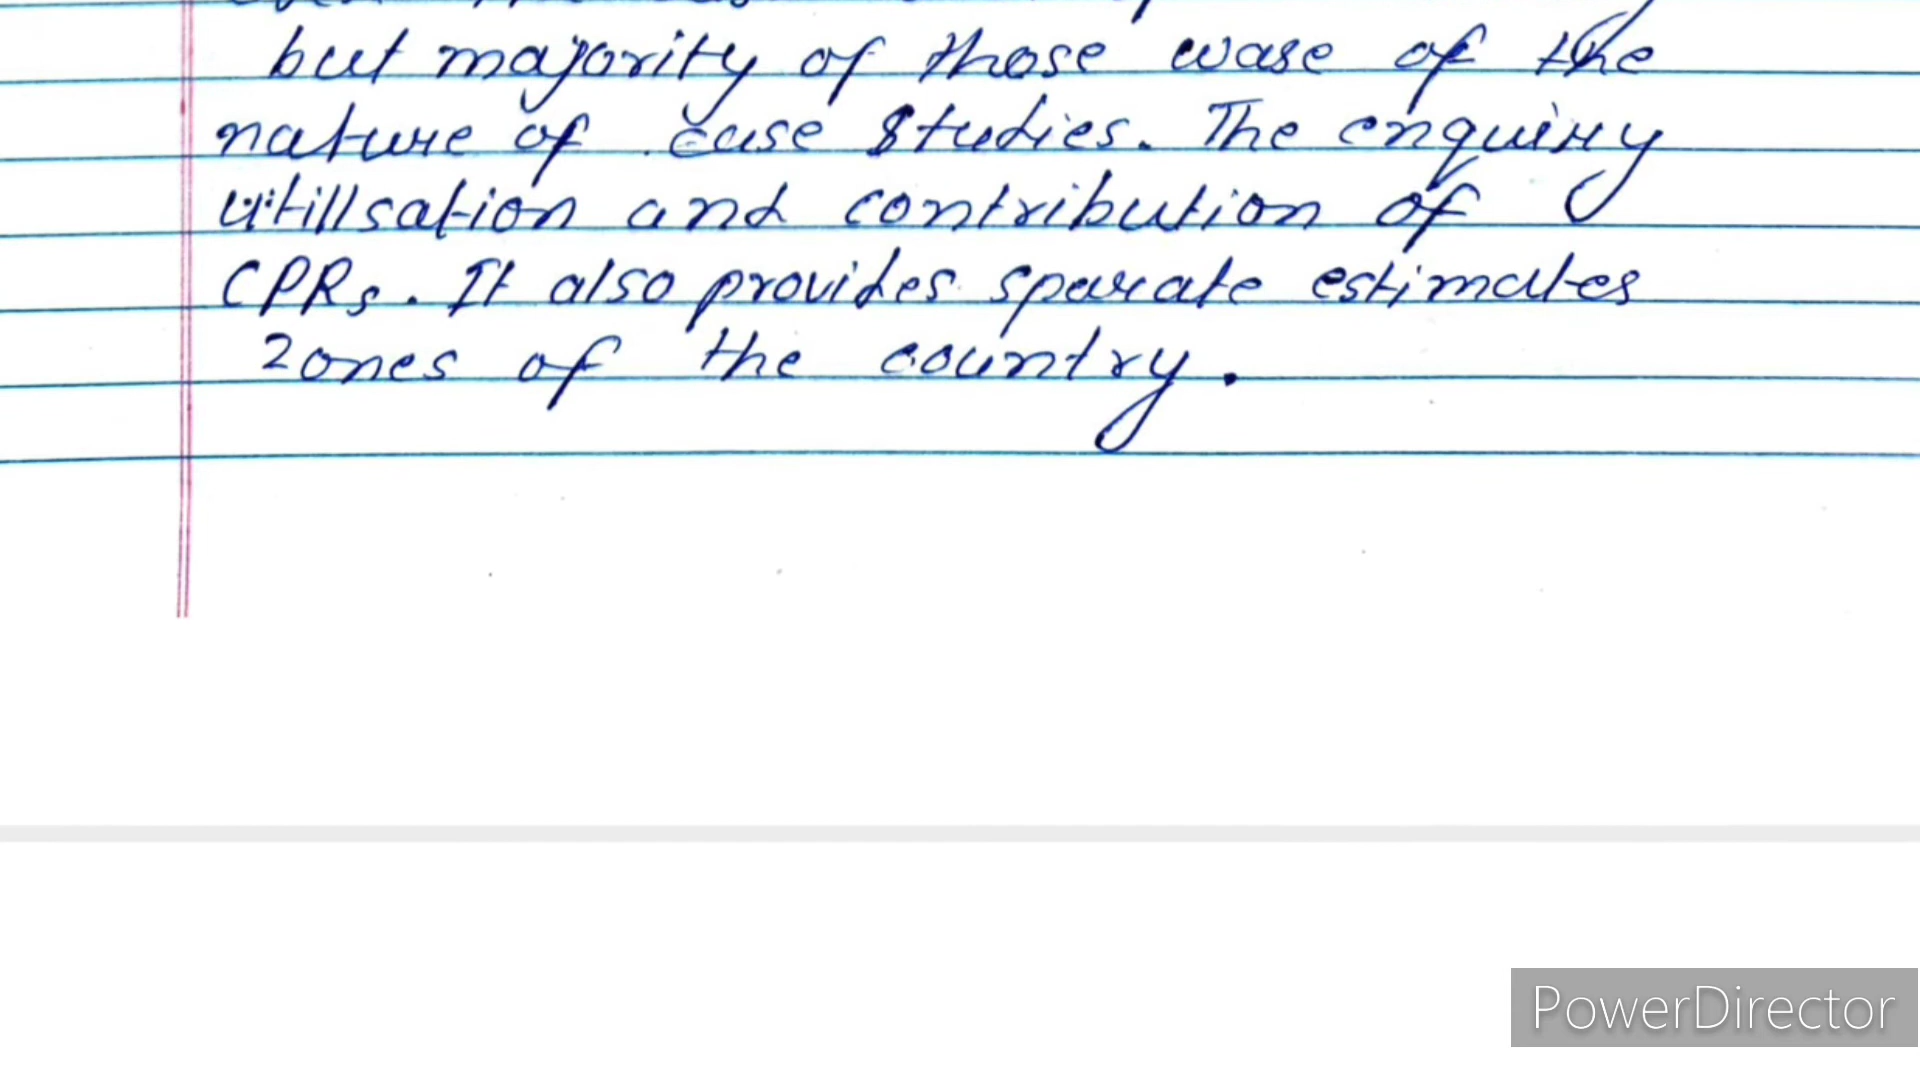 but majority of those wase of the
nature of case studies. The enquiry
utillsation and contribution of
CPRs. It also provides sparate estimates
zones of the country.
PowerDirector